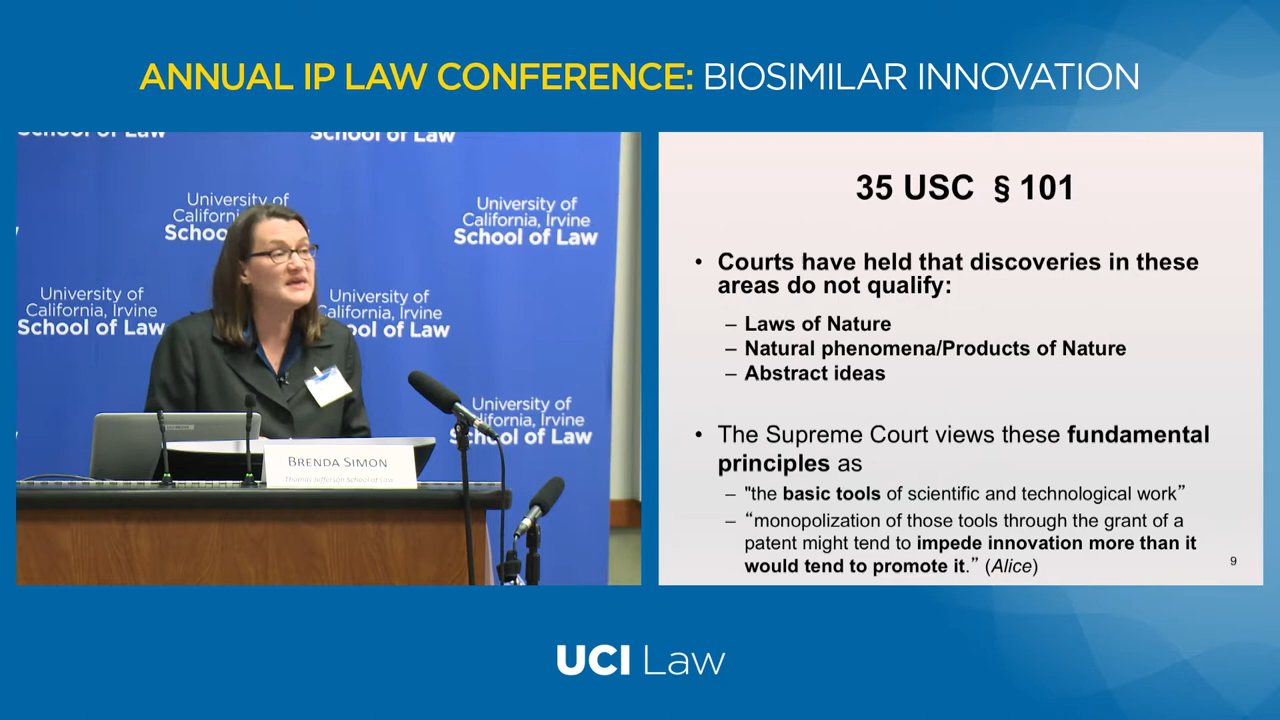 ANNUAL IP LAW CONFERENCE: BIOSIMILAR INNOVATION
School of Law
School of Law
University of
California, Irvine
School of Law
University of
California, Irvine
School of Law
University of
California, Irvine
School of Law
University of
California, Irvine
School of Law
University of
California, Irvine
School of Law
BRENDA SIMON
Thomas Jefferson School of Law
35 USC § 101
• Courts have held that discoveries in these
areas do not qualify:
– Laws of Nature
– Natural phenomena/Products of Nature
– Abstract ideas
• The Supreme Court views these fundamental
principles as
– "the basic tools of scientific and technological work”
– “monopolization of those tools through the grant of a
patent might tend to impede innovation more than it
would tend to promote it.” (Alice)
9
UCI Law